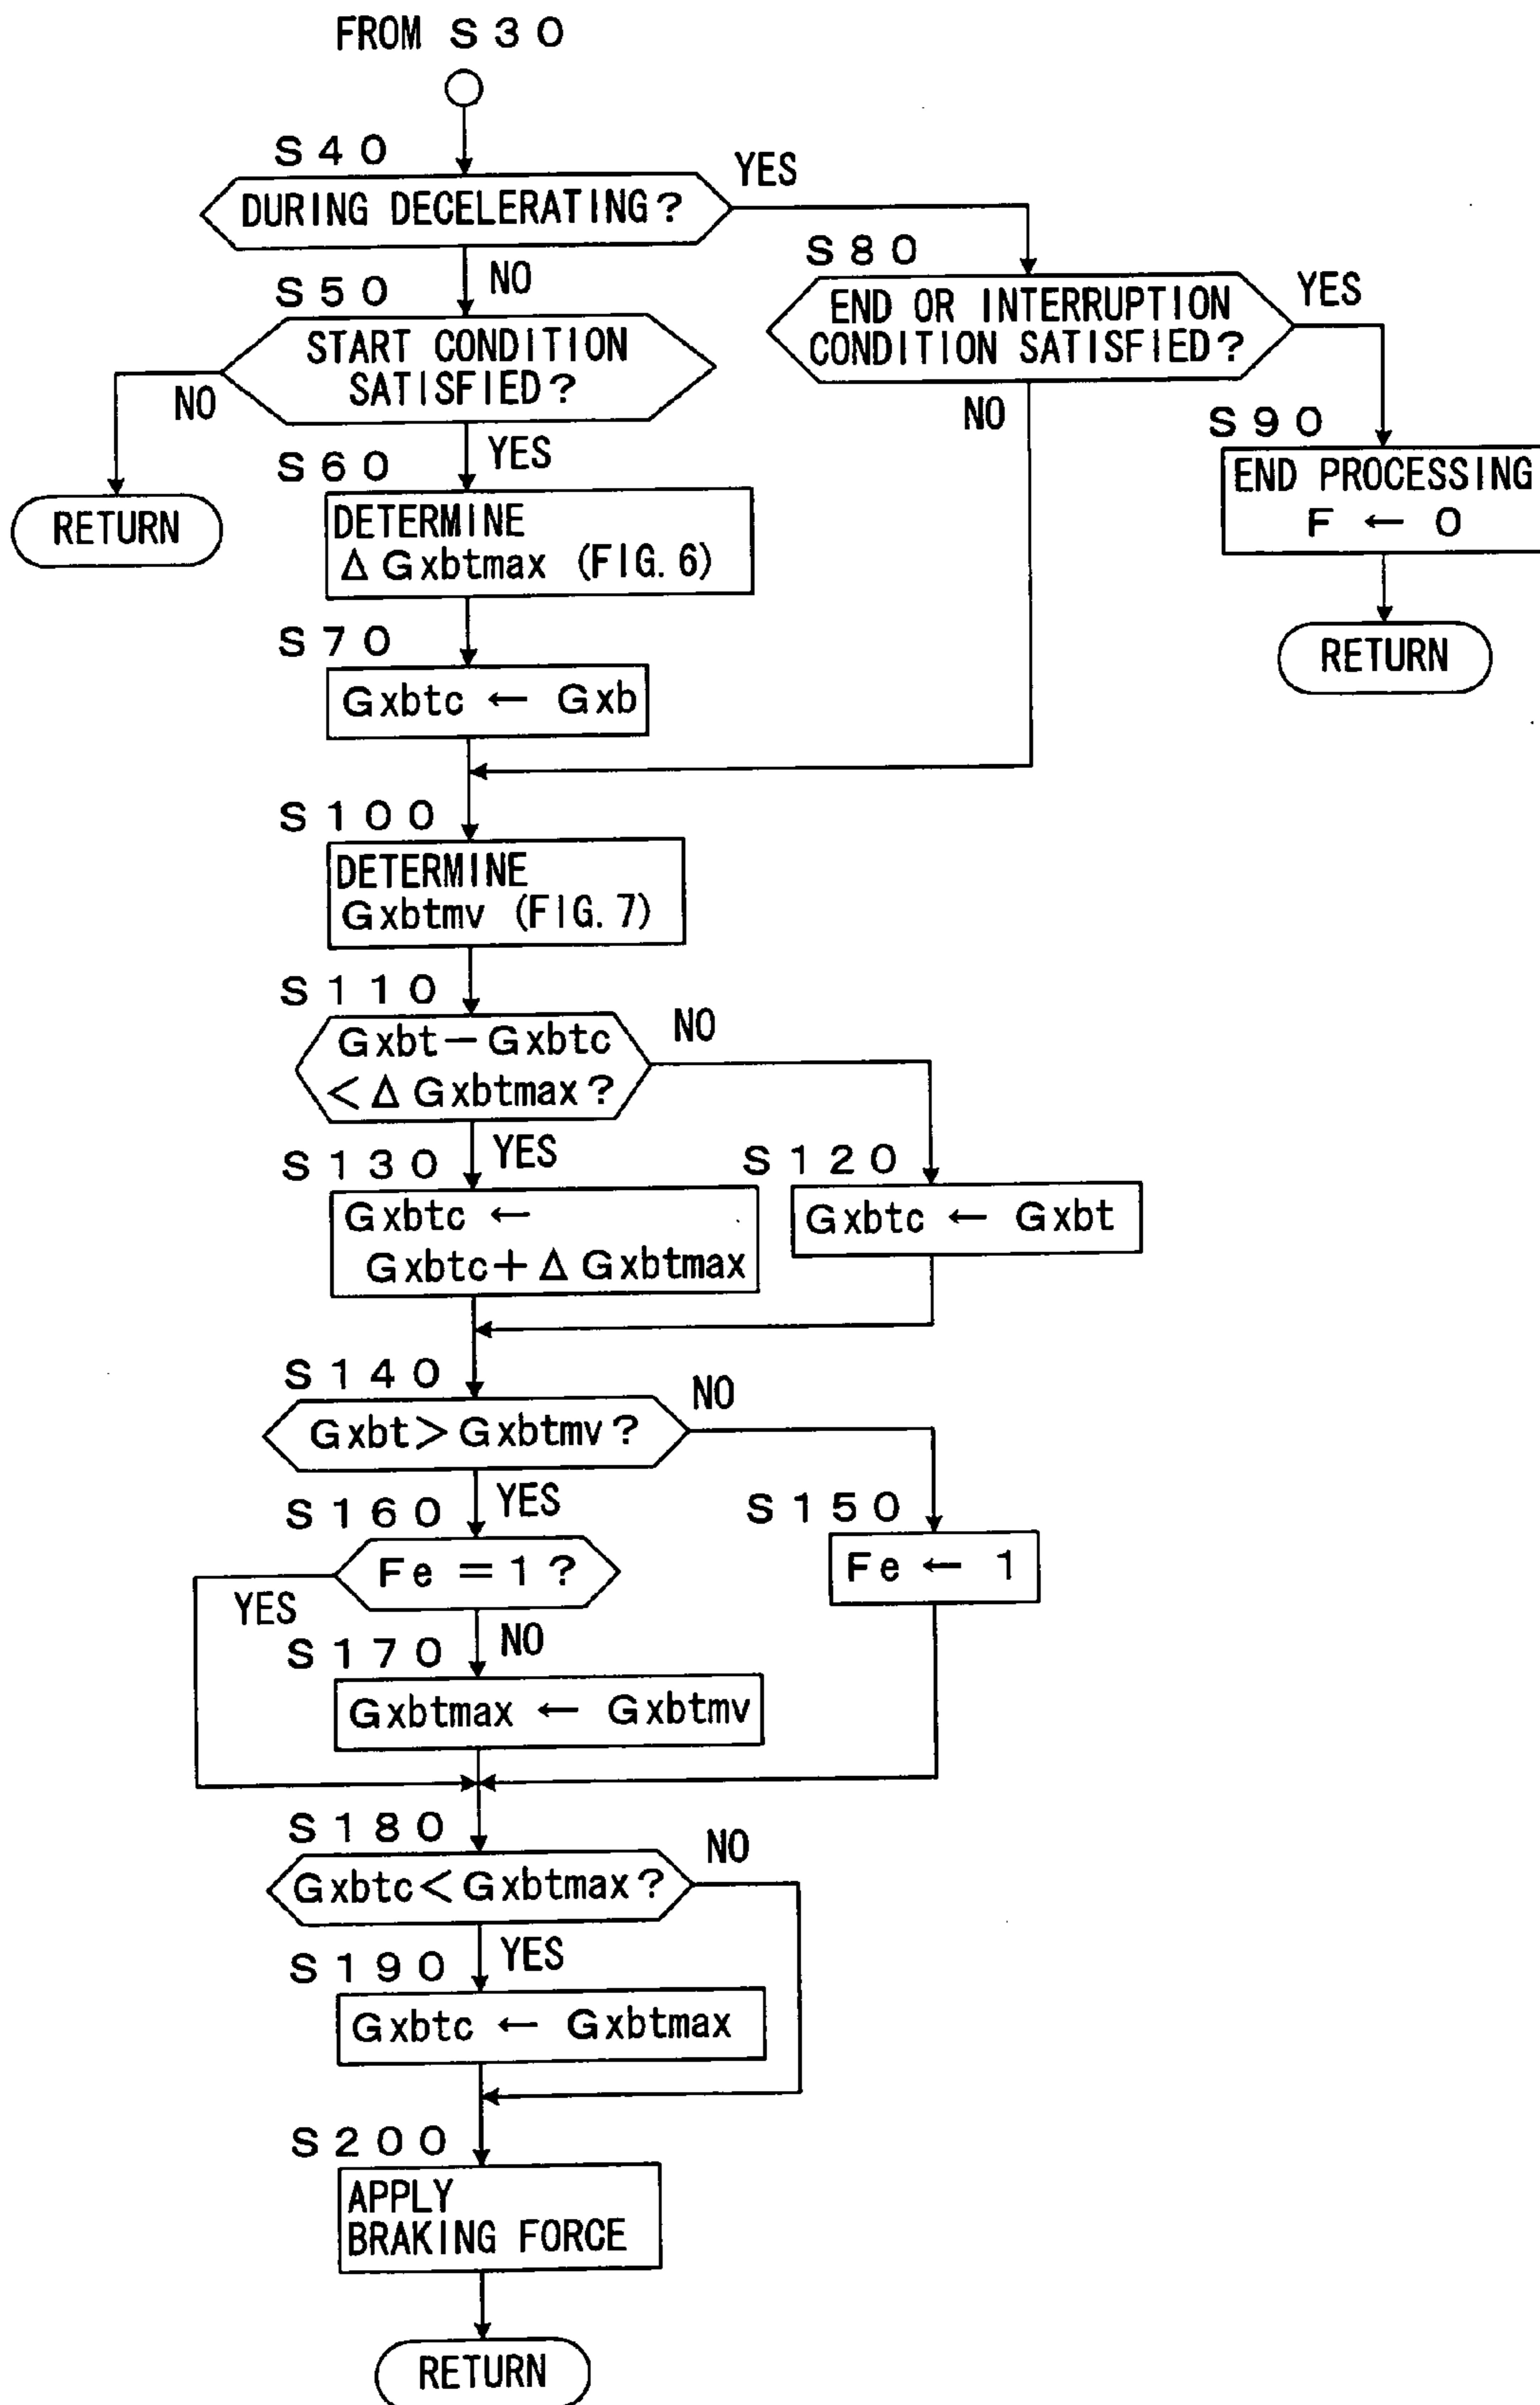 FROM S30
S40
DURING DECELERATING?
YES
NO
S50
START CONDITION
SATISFIED?
NO
YES
RETURN
S80
END OR INTERRUPTION
CONDITION SATISFIED?
YES
NO
S90
END PROCESSING
F ← 0
RETURN
S60
DETERMINE
Δ Gxbtmax (FIG. 6)
S70
Gxbtc ← Gxb
S100
DETERMINE
Gxbtmv (FIG. 7)
S110
Gxbt－Gxbtc
< Δ Gxbtmax?
NO
YES
S130
Gxbtc ←
Gxbtc+Δ Gxbtmax
S120
Gxbtc ← Gxbt
S140
Gxbt>Gxbtmv?
NO
YES
S150
Fe ← 1
S160
Fe =1?
YES
NO
S170
Gxbtmax ← Gxbtmv
S180
Gxbtc<Gxbtmax?
NO
YES
S190
Gxbtc ← Gxbtmax
S200
APPLY
BRAKING FORCE
RETURN